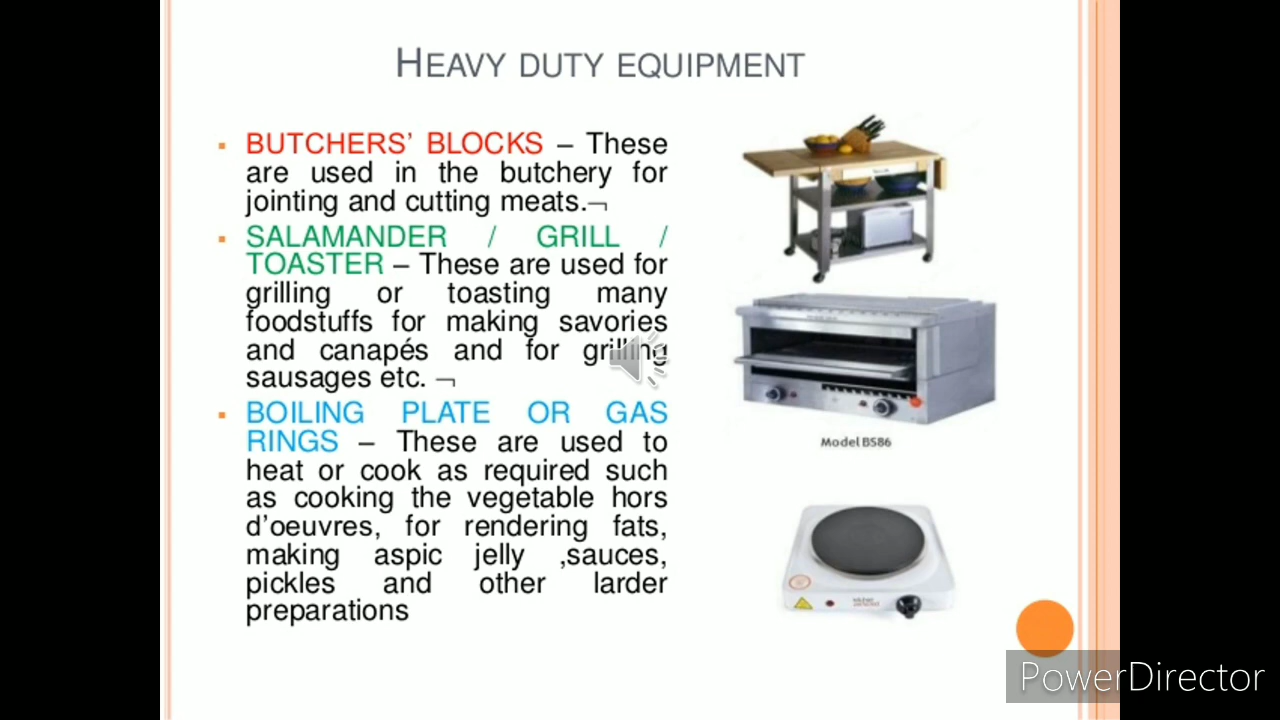 HEAVY DUTY EQUIPMENT
▪ BUTCHERS’ BLOCKS – These
are used in the butchery for
jointing and cutting meats.¬
▪ SALAMANDER / GRILL /
TOASTER – These are used for
grilling or toasting many
foodstuffs for making savories
and canapés and for grilling
sausages etc. ¬
▪ BOILING PLATE OR GAS
RINGS – These are used to
heat or cook as required such
as cooking the vegetable hors
d’oeuvres, for rendering fats,
making aspic jelly ,sauces,
pickles and other larder
preparations
Model BS86
PowerDirector